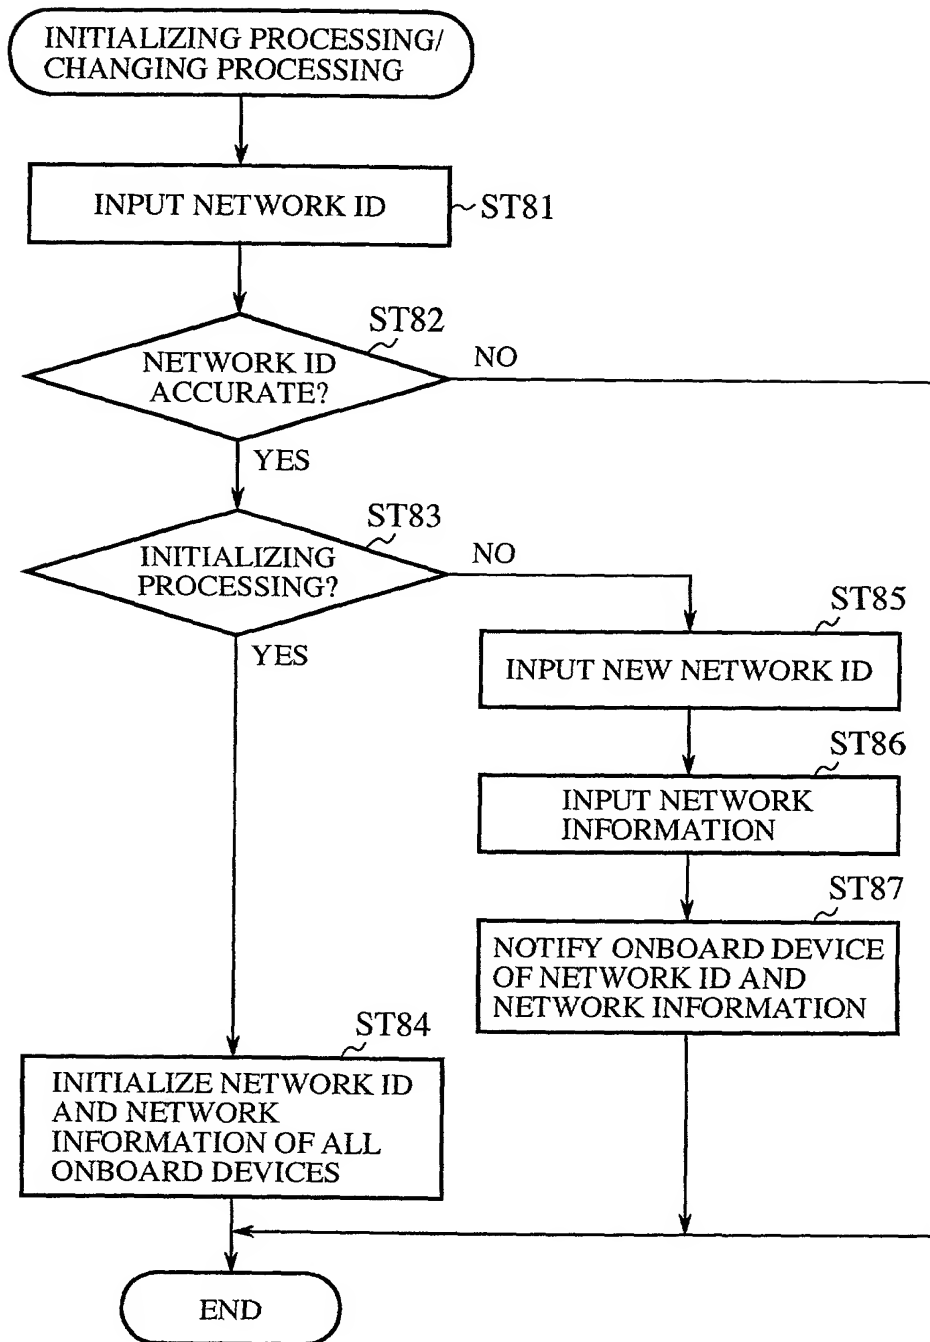 INITIALIZING PROCESSING/
CHANGING PROCESSING
INPUT NETWORK ID
ST81
ST82
NETWORK ID
ACCURATE?
NO
YES
ST83
INITIALIZING
PROCESSING?
NO
YES
ST85
INPUT NEW NETWORK ID
ST86
INPUT NETWORK
INFORMATION
ST87
NOTIFY ONBOARD DEVICE
OF NETWORK ID AND
NETWORK INFORMATION
ST84
INITIALIZE NETWORK ID
AND NETWORK
INFORMATION OF ALL
ONBOARD DEVICES
END